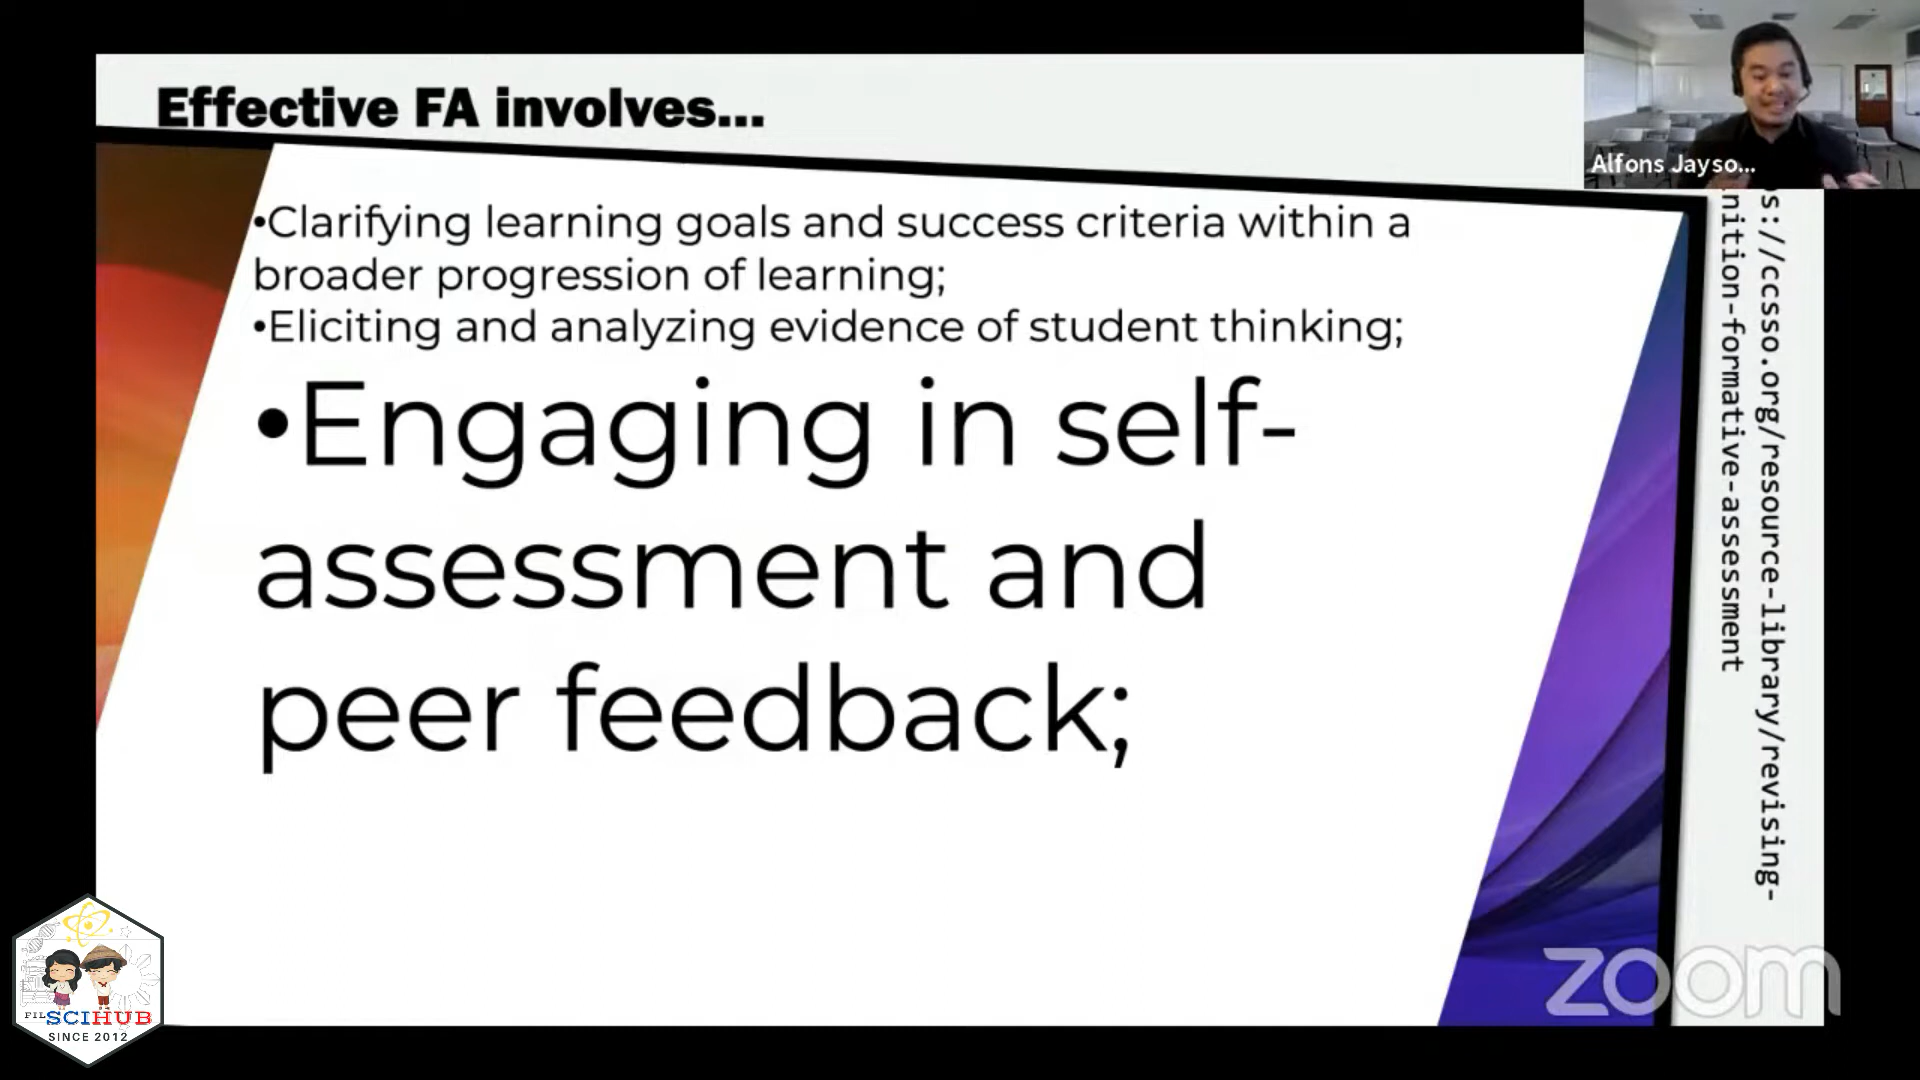 Effective FA involves...
Alfons Jayso...
•Clarifying learning goals and success criteria within a
broader progression of learning;
•Eliciting and analyzing evidence of student thinking;
•Engaging in self-
assessment and
peer feedback;
s://ccsso.org/resource-library/revising-
nition-formative-assessment
zoom
FIL SCIHUB
SINCE 2012